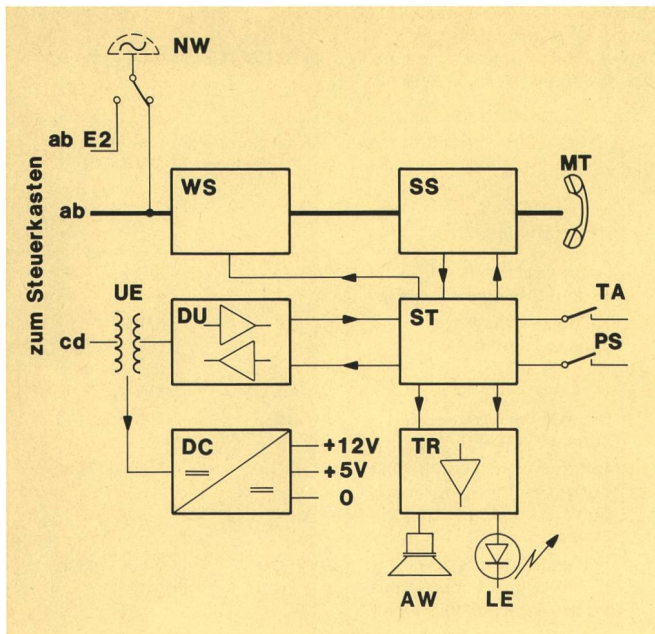 NW
ab E2
zum Steuerkasten
ab
WS
SS
MT
UE
cd
DU
ST
TA
PS
DC
+12V
+5V
0
TR
AW
LE